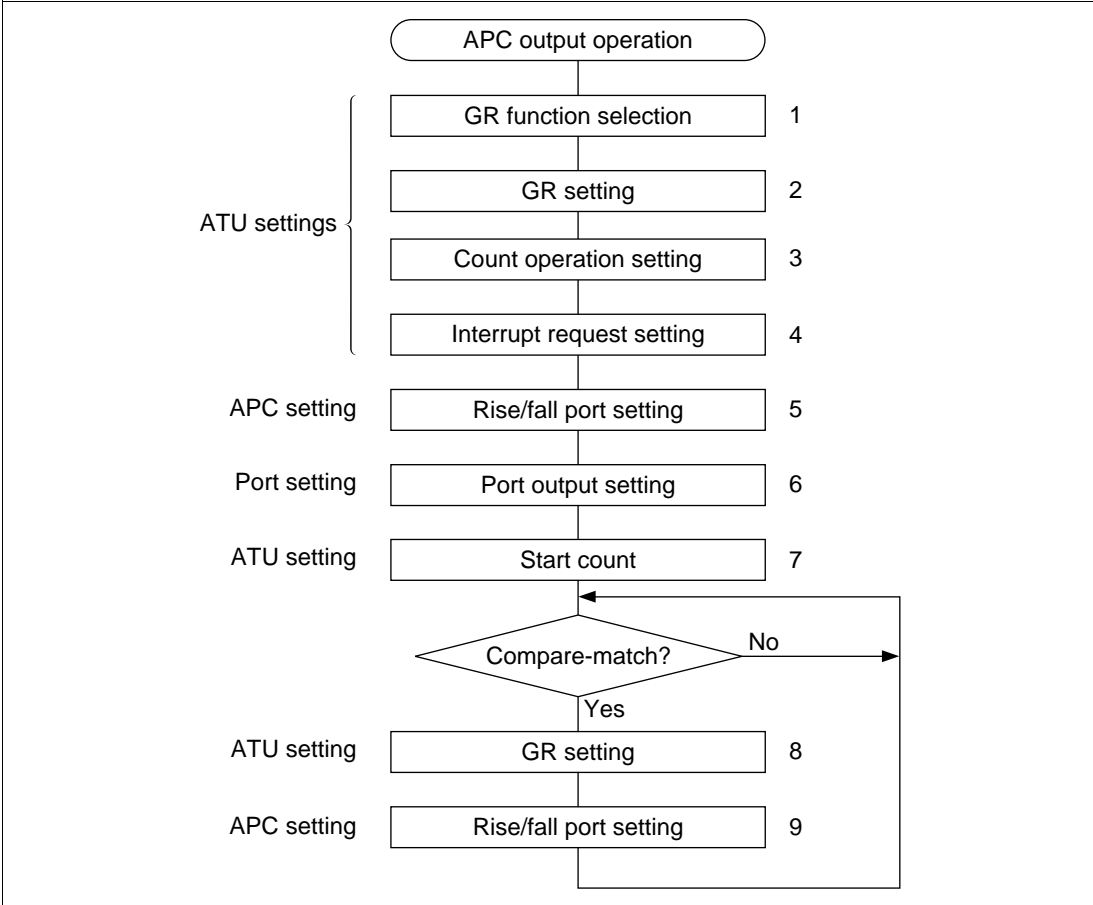 APC output operation
GR function selection 1
GR setting 2
ATU settings
Count operation setting 3
Interrupt request setting 4
APC setting Rise/fall port setting 5
Port setting Port output setting 6
ATU setting Start count 7
Compare-match? No
Yes
ATU setting GR setting 8
APC setting Rise/fall port setting 9